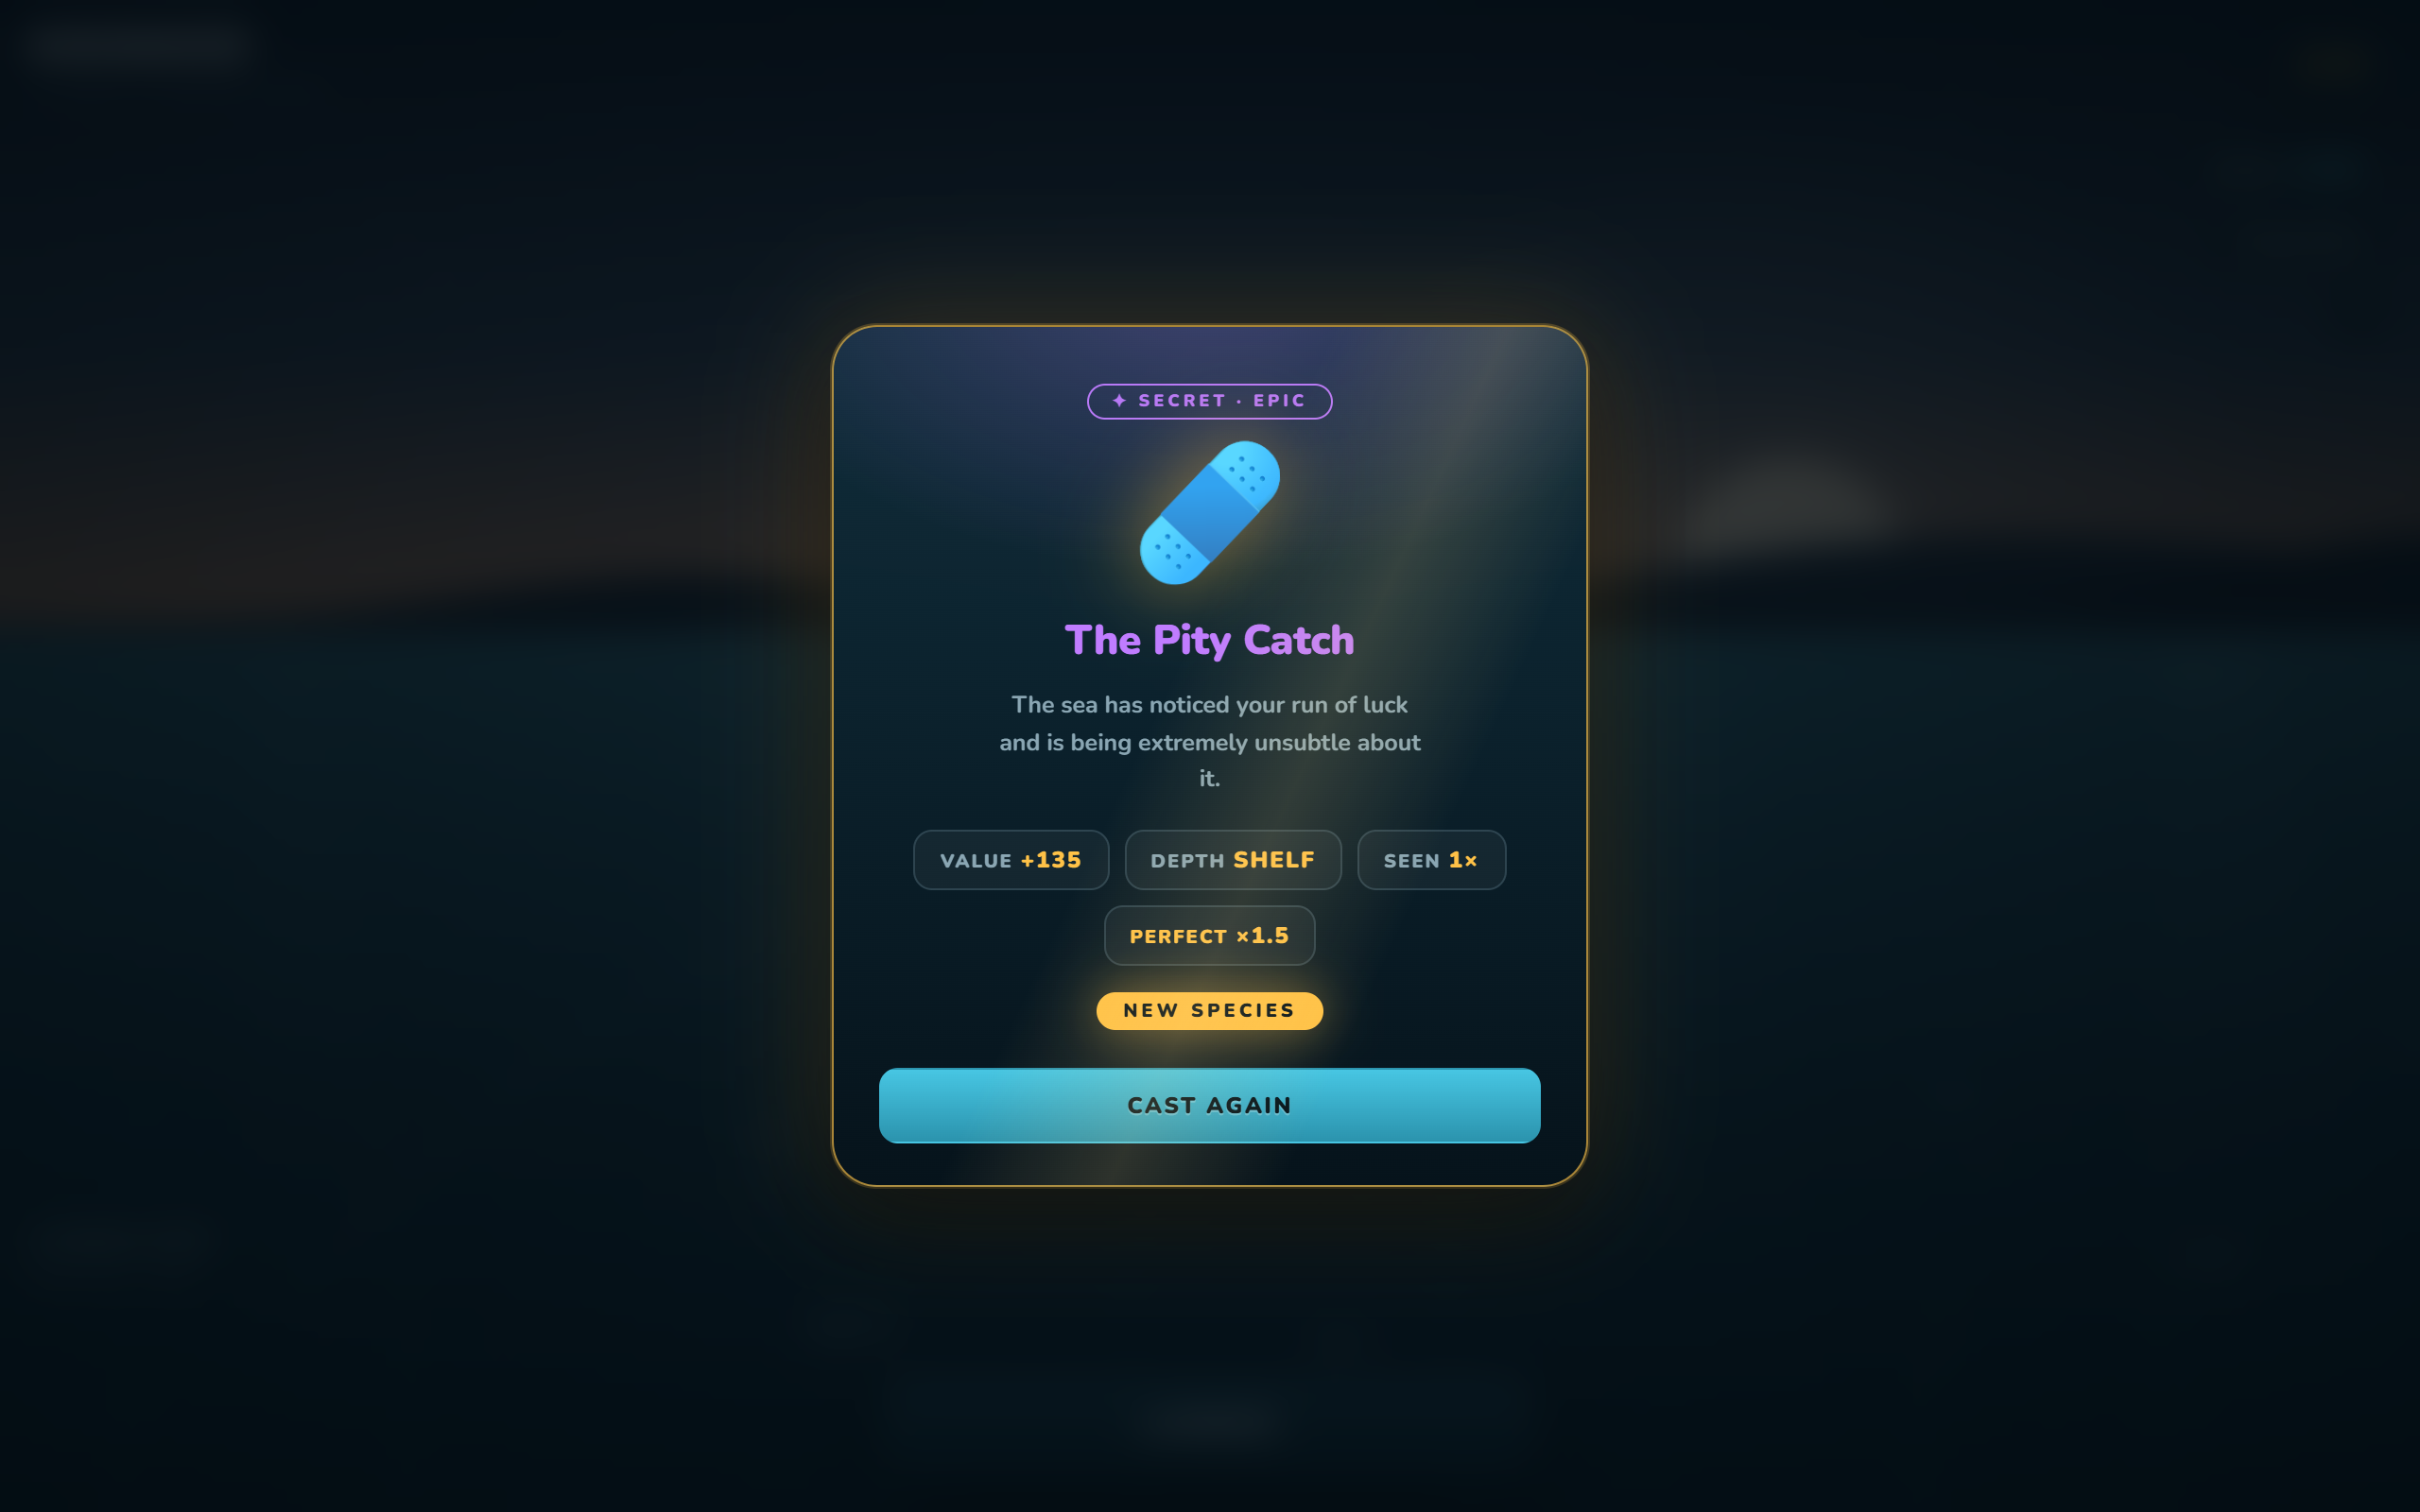 ✦ SECRET · EPIC
The Pity Catch
The sea has noticed your run of luck
and is being extremely unsubtle about
it.
VALUE +135 DEPTH SHELF SEEN 1×
PERFECT ×1.5
NEW SPECIES
CAST AGAIN